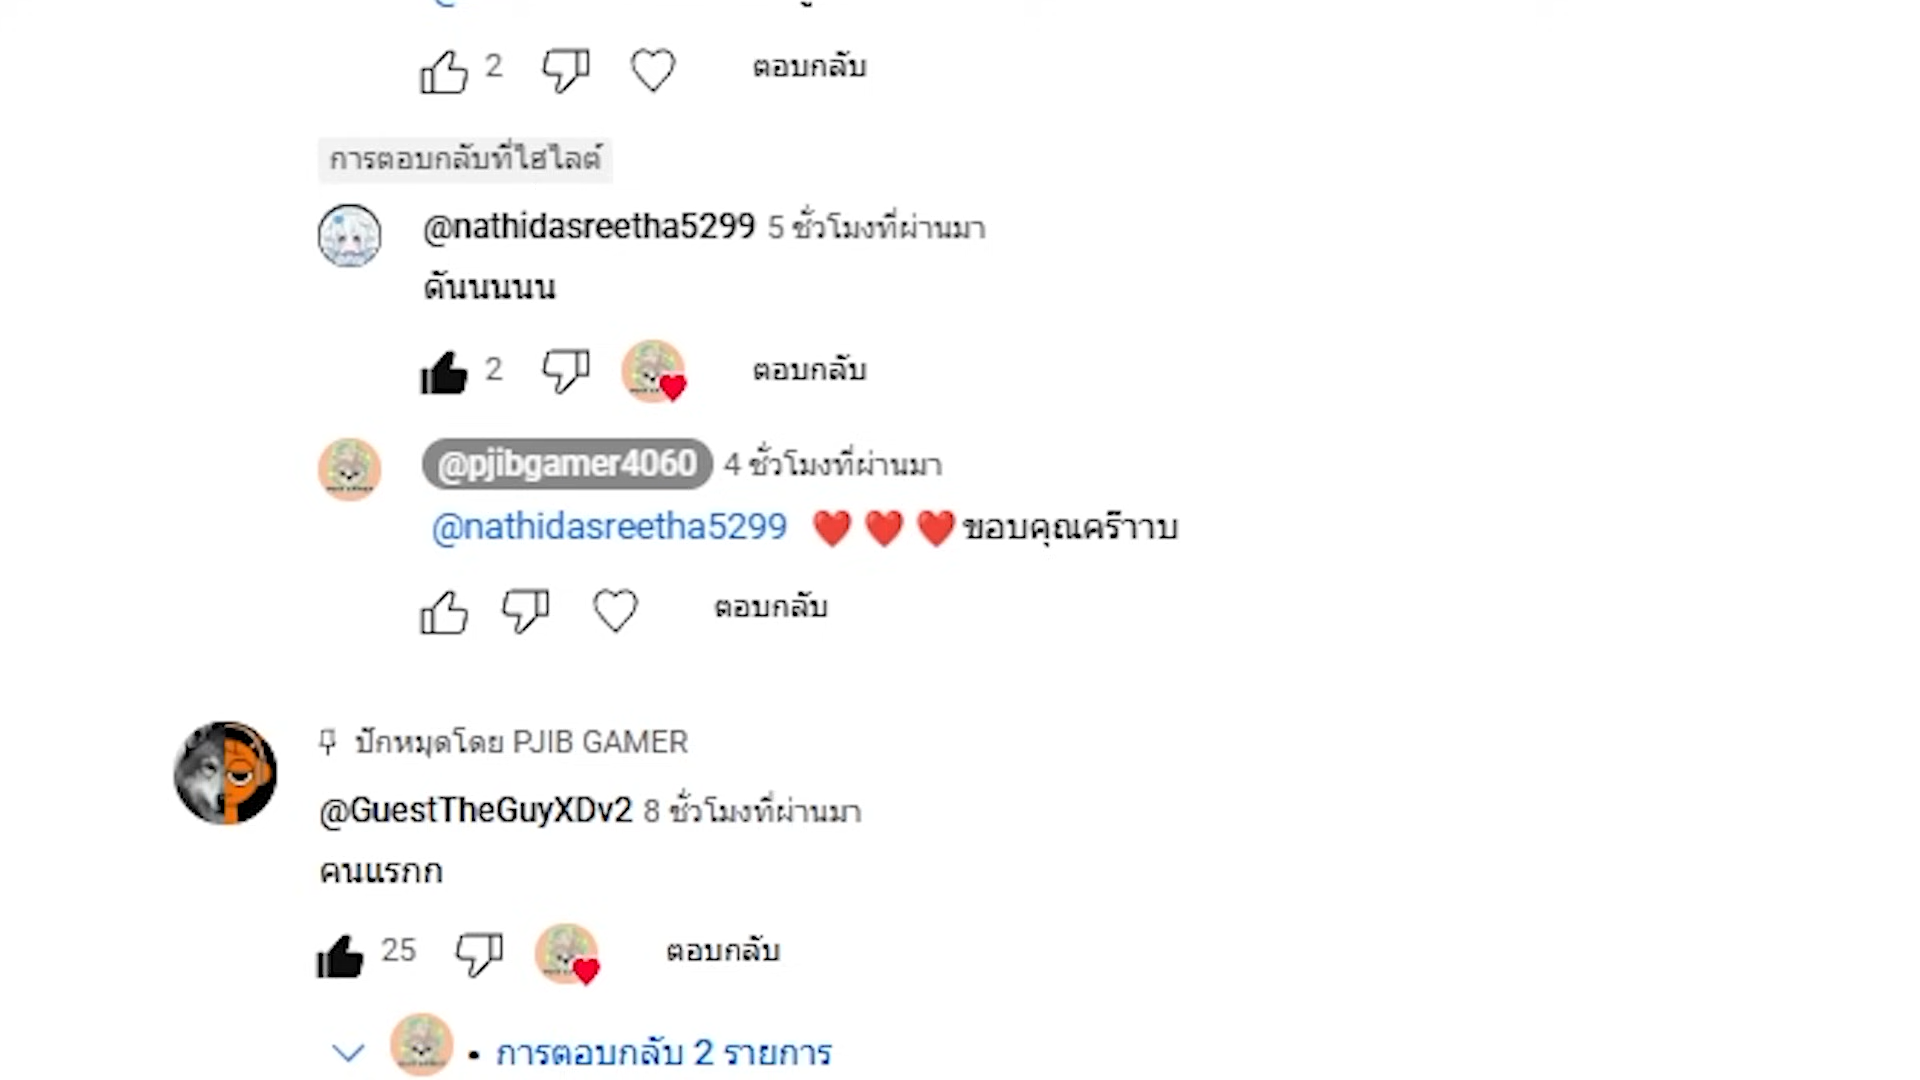 2 ตอบกลับ
การตอบกลับที่ไฮไลต์
@nathidasreetha5299 5 ชั่วโมงที่ผ่านมา
ดันนนนน
2 ตอบกลับ
@pjibgamer4060 4 ชั่วโมงที่ผ่านมา
@nathidasreetha5299 ❤️❤️❤️ขอบคุณคร๊าาบ
ตอบกลับ
ปักหมุดโดย PJIB GAMER
@GuestTheGuyXDv2 8 ชั่วโมงที่ผ่านมา
คนแรกก
25 ตอบกลับ
• การตอบกลับ 2 รายการ